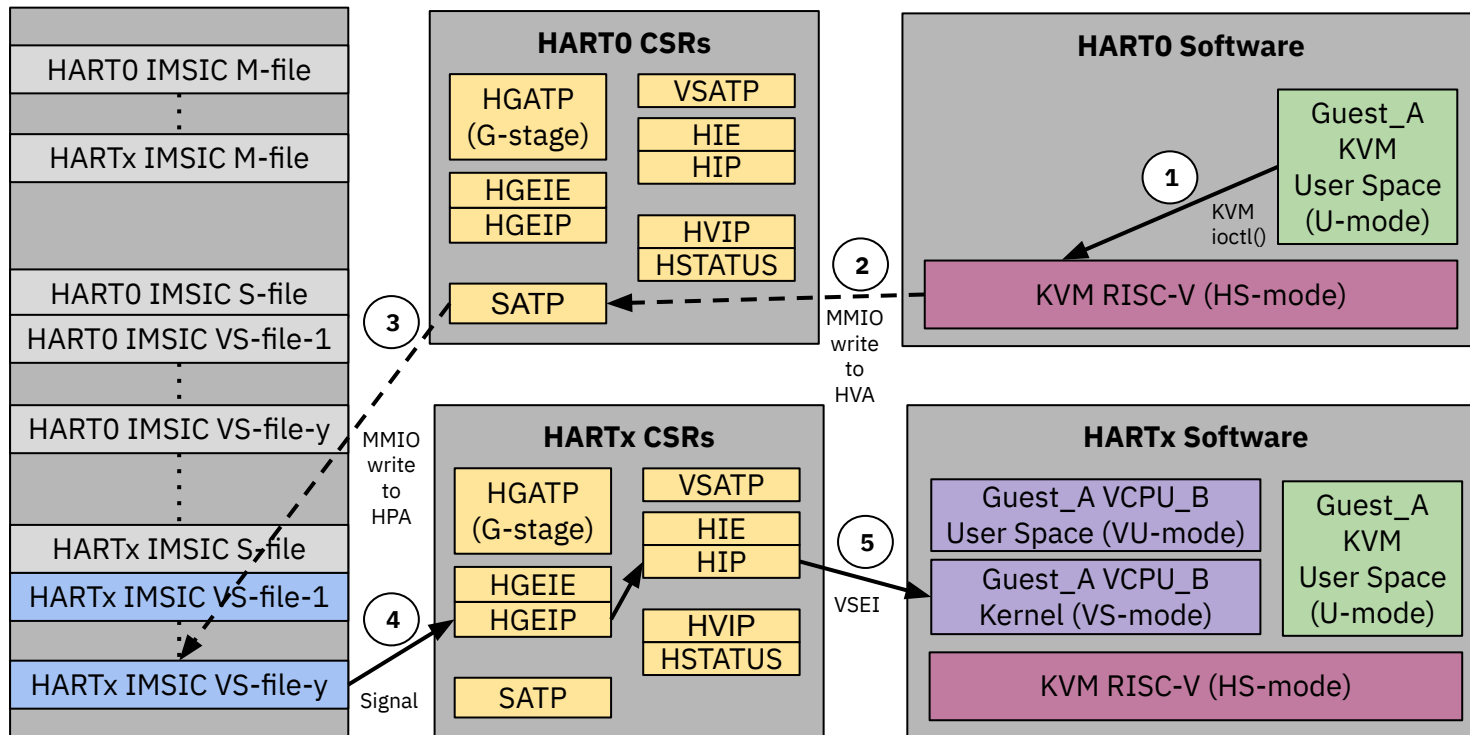 HART0 IMSIC M-file
HARTx IMSIC M-file
HART0 IMSIC S-file
HART0 IMSIC VS-file-1
HART0 IMSIC VS-file-y
HARTx IMSIC S-file
HARTx IMSIC VS-file-1
HARTx IMSIC VS-file-y
HART0 CSRs
HGATP
(G-stage)
HGEIE
HGEIP
SATP
VSATP
HIE
HIP
HVIP
HSTATUS
HART0 Software
Guest_A
KVM
User Space
(U-mode)
1
KVM
ioctl()
KVM RISC-V (HS-mode)
2
MMIO
write
to
HVA
3
MMIO
write
to
HPA
HARTx CSRs
HGATP
(G-stage)
HGEIE
HGEIP
SATP
VSATP
HIE
HIP
HVIP
HSTATUS
4
Signal
5
VSEI
HARTx Software
Guest_A VCPU_B
User Space (VU-mode)
Guest_A VCPU_B
Kernel (VS-mode)
Guest_A
KVM
User Space
(U-mode)
KVM RISC-V (HS-mode)